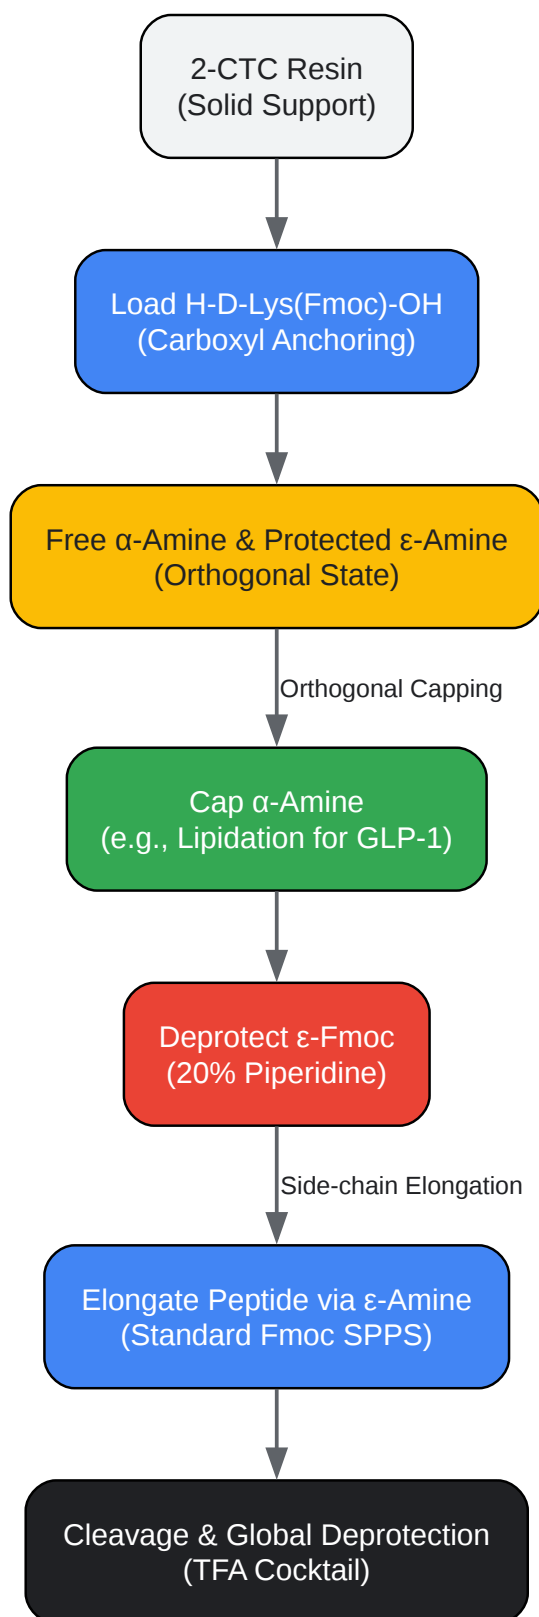 2-CTC Resin
(Solid Support)
Load H-D-Lys(Fmoc)-OH
(Carboxyl Anchoring)
Free α-Amine & Protected ε-Amine
(Orthogonal State)
Orthogonal Capping
Cap α-Amine
(e.g., Lipidation for GLP-1)
Deprotect ε-Fmoc
(20% Piperidine)
Side-chain Elongation
Elongate Peptide via ε-Amine
(Standard Fmoc SPPS)
Cleavage & Global Deprotection
(TFA Cocktail)